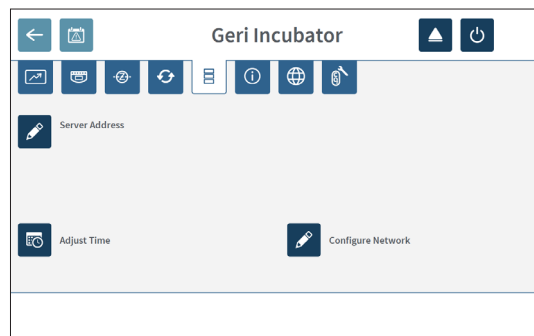 Geri Incubator
Server Address
Adjust Time
Configure Network